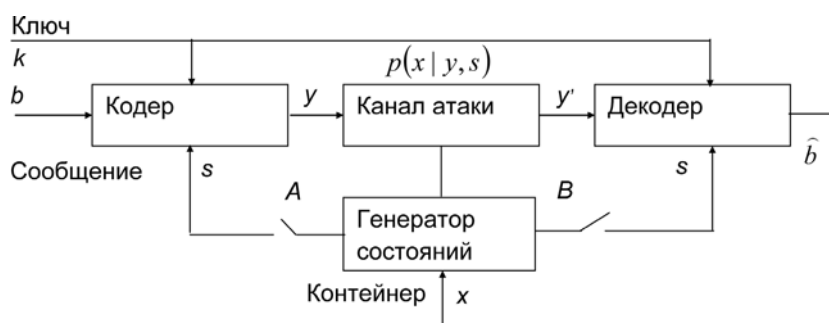 Ключ
k
p(x | y, s)
b
Кодер
y
Канал атаки
y'
Декодер
b̂
Сообщение
s
A
B
s
Генератор
состояний
Контейнер
x